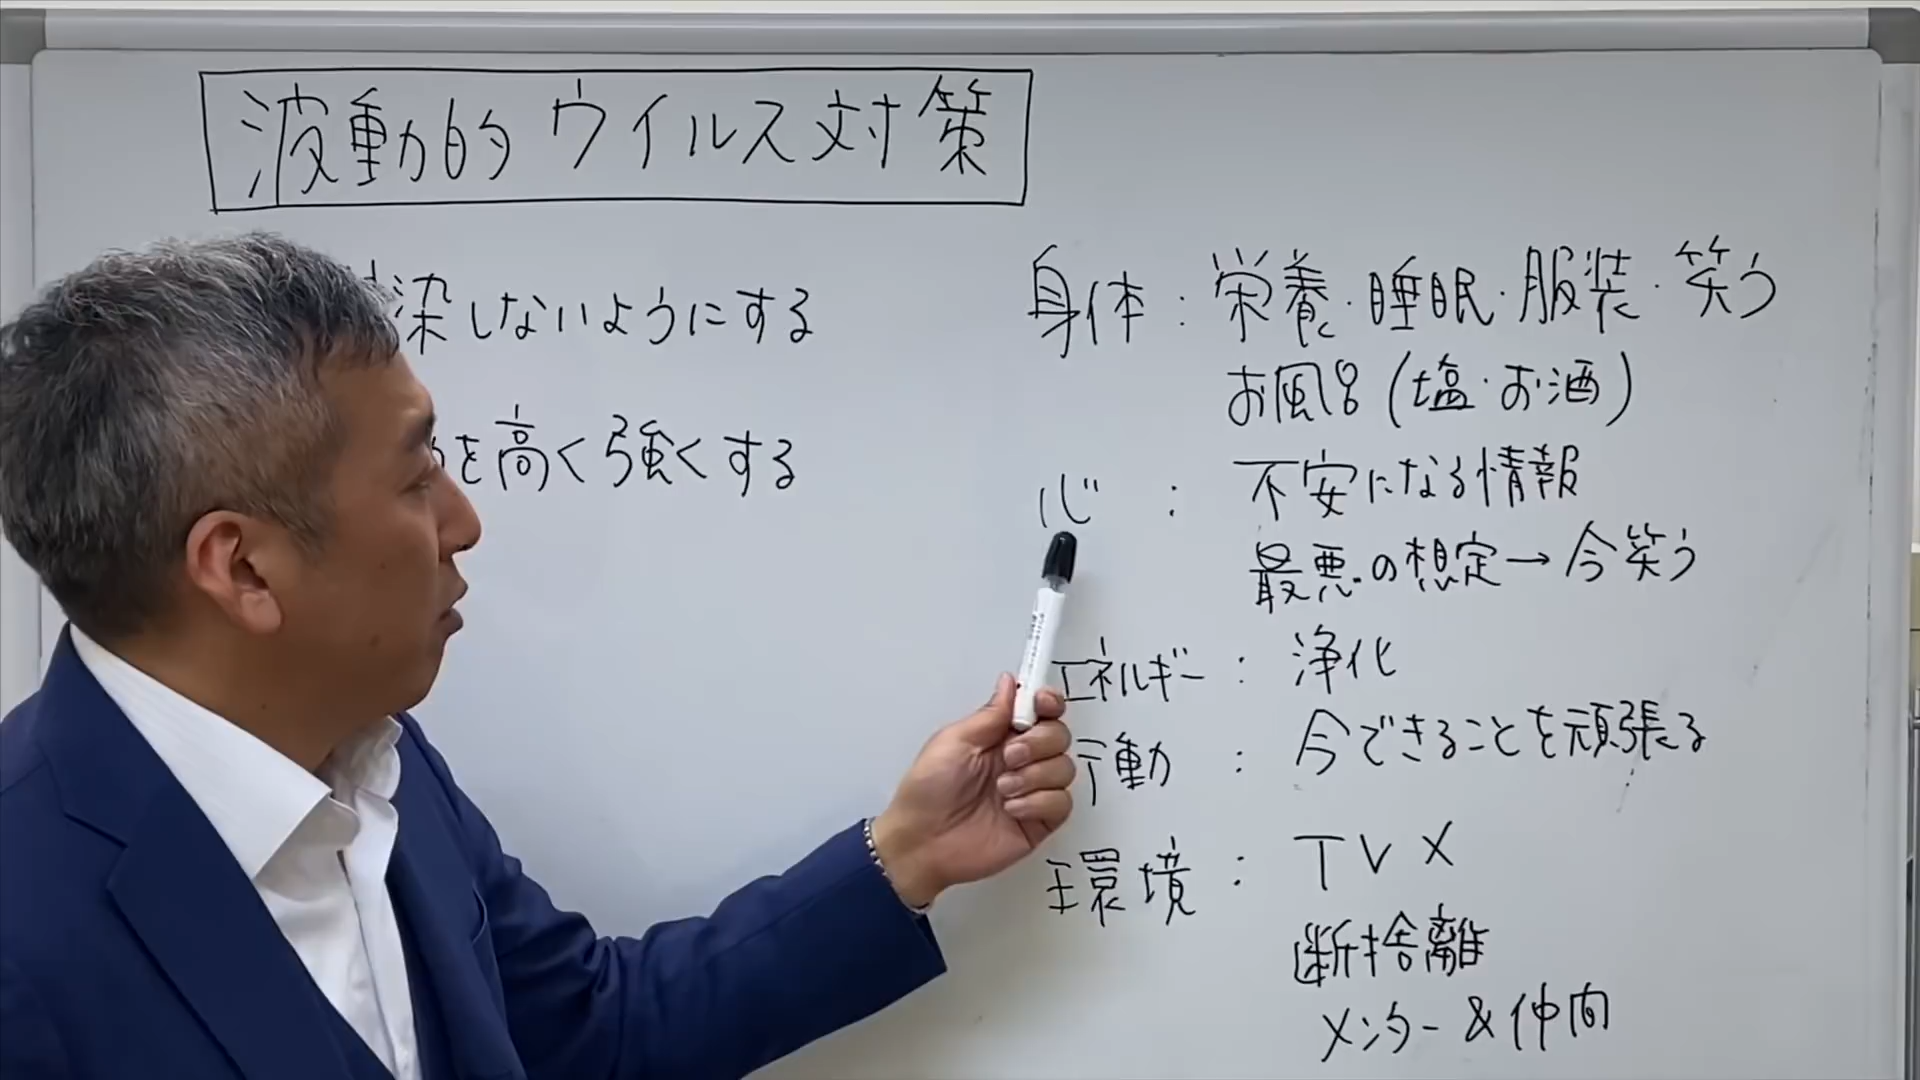 波動的ウイルス対策
染しないようにする
を高く強くする
身体：栄養・睡眠・服装・笑う
お風呂（塩・お酒）
心：不安になる情報
最悪の想定→今笑う
エネルギー：浄化
行動：今できることを頑張る
環境：TV X
断捨離
メンター&仲間